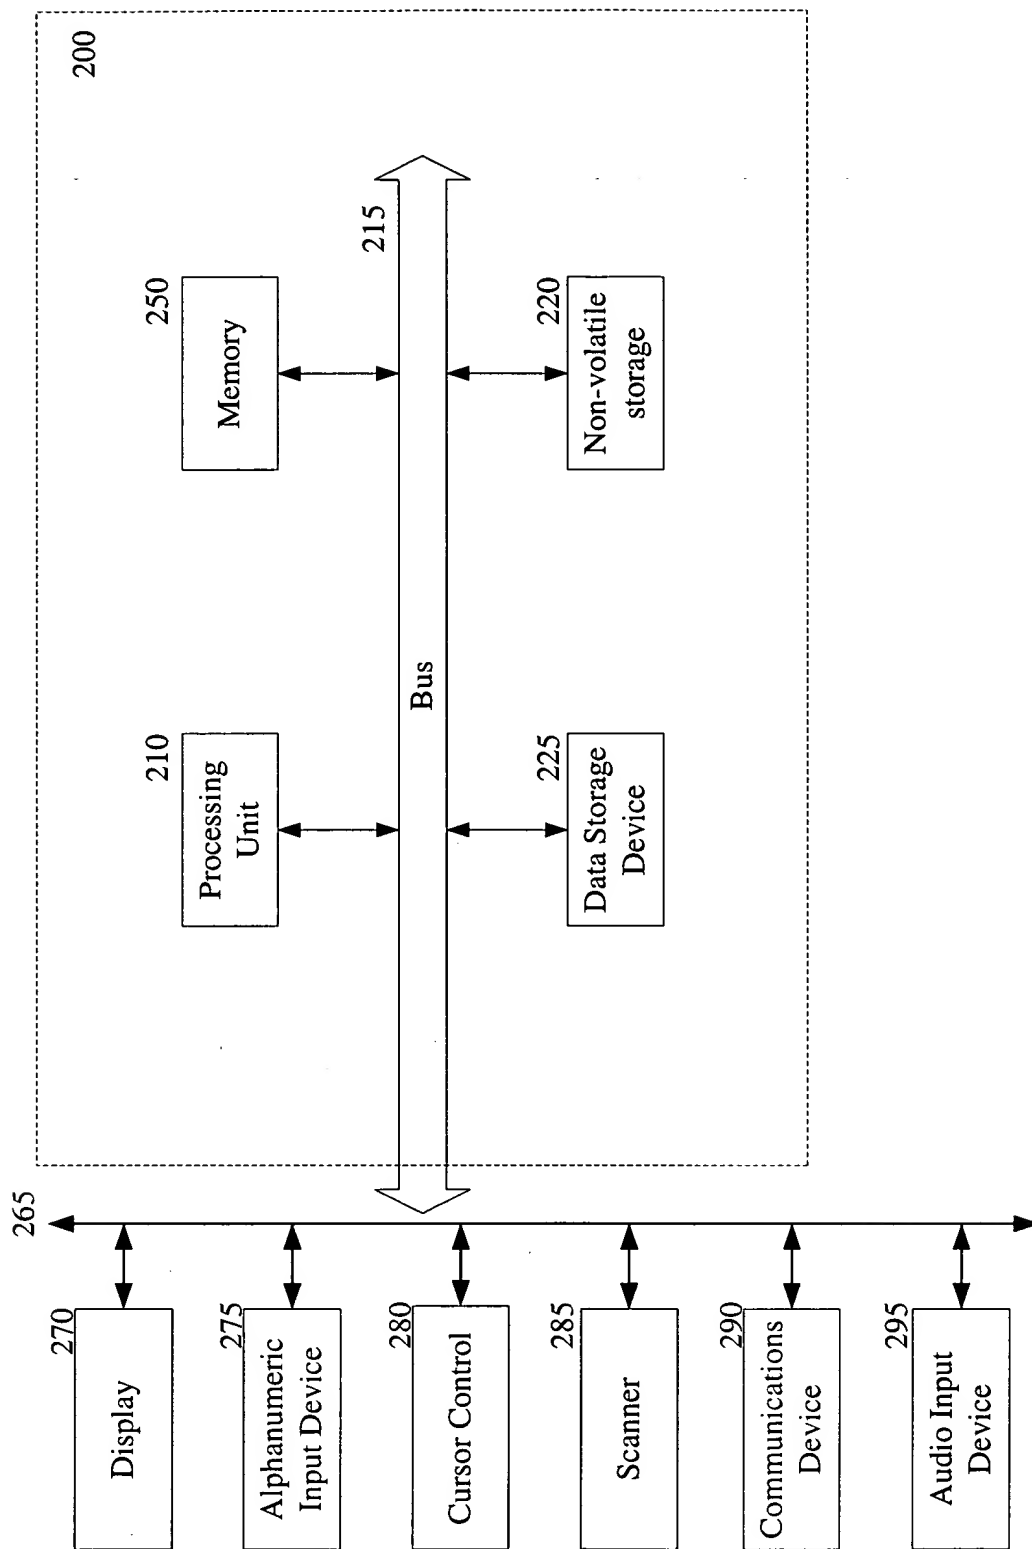 265
270
Display
275
Alphanumeric
Input Device
280
Cursor Control
285
Scanner
290
Communications
Device
295
Audio Input
Device
200
210
Processing
Unit
250
Memory
215
Bus
225
Data Storage
Device
220
Non-volatile
storage